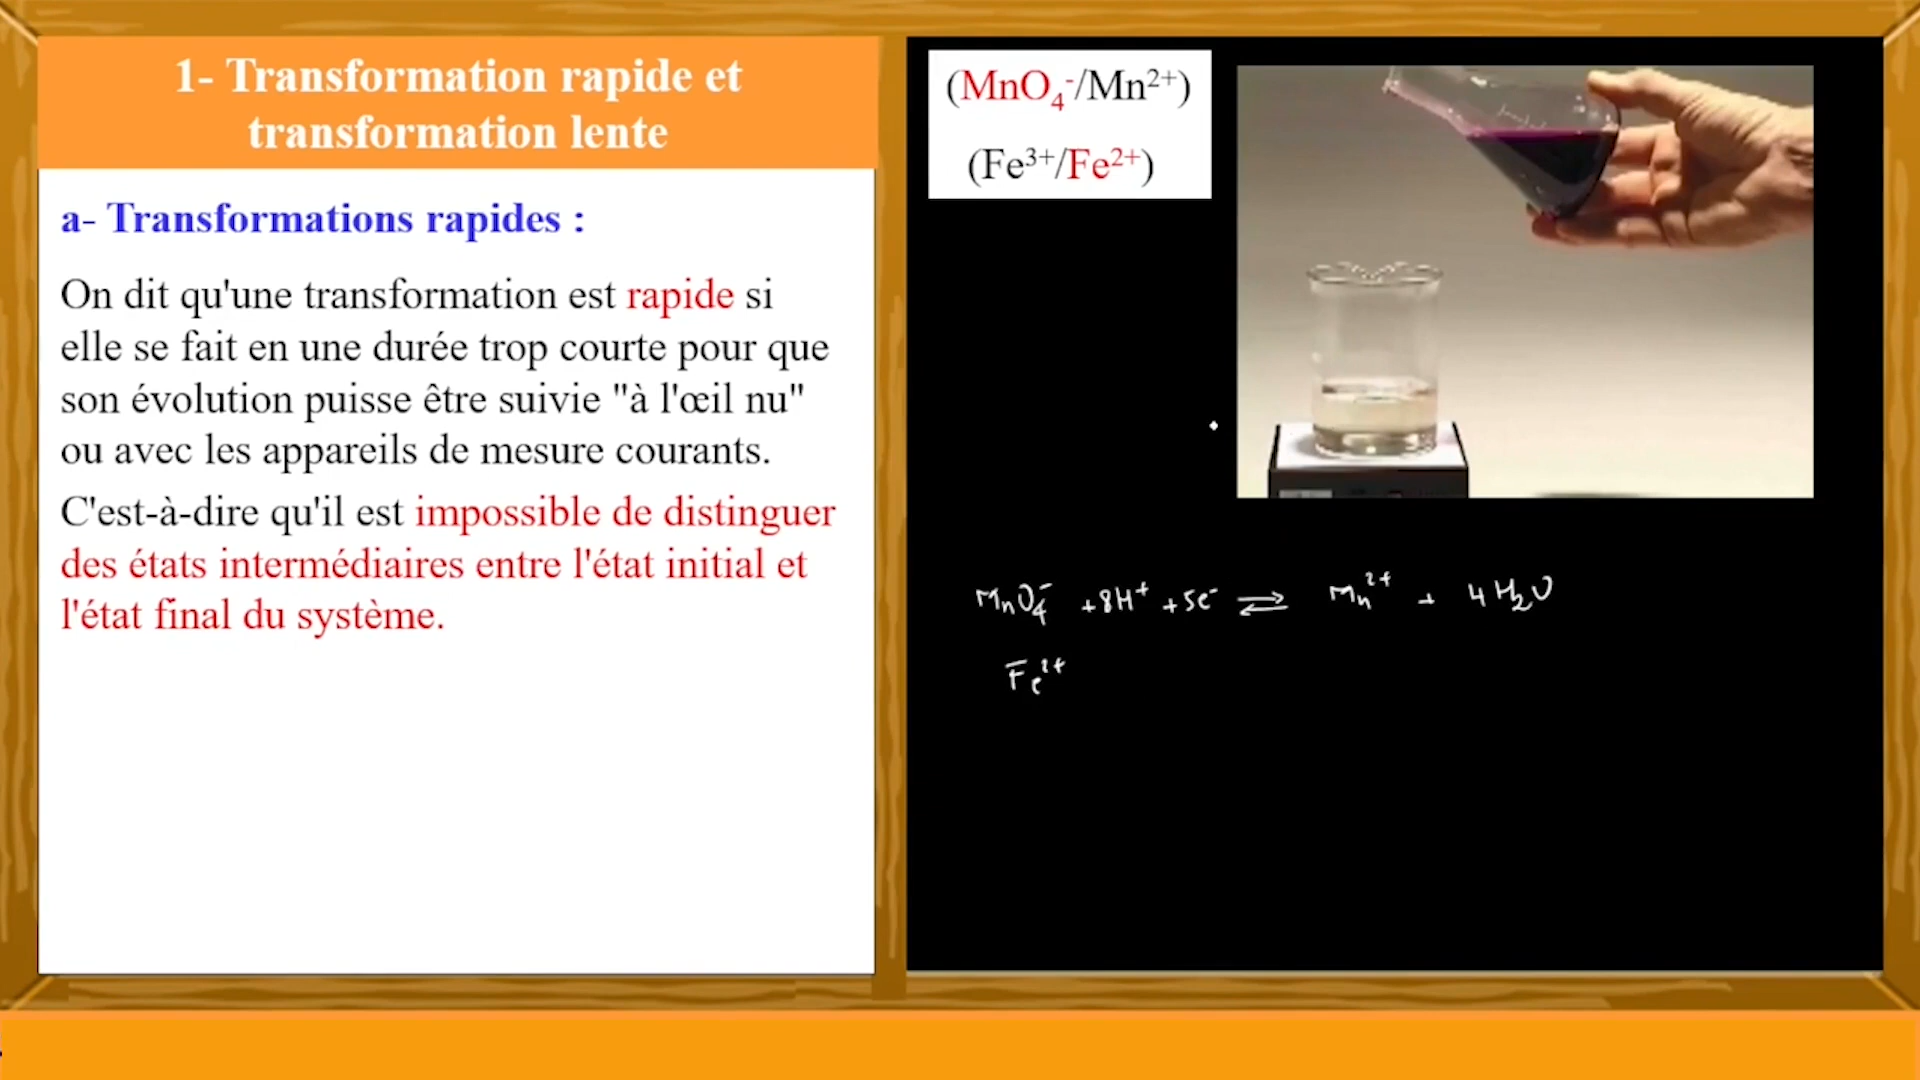 1- Transformation rapide et
transformation lente
a- Transformations rapides :
On dit qu'une transformation est rapide si
elle se fait en une durée trop courte pour que
son évolution puisse être suivie "à l'œil nu"
ou avec les appareils de mesure courants.
C'est-à-dire qu'il est impossible de distinguer
des états intermédiaires entre l'état initial et
l'état final du système.
(MnO₄⁻/Mn²⁺)
(Fe³⁺/Fe²⁺)
MnO₄⁻ + 8H⁺ + 5e⁻ ⇌ Mn²⁺ + 4H₂O
Fe²⁺